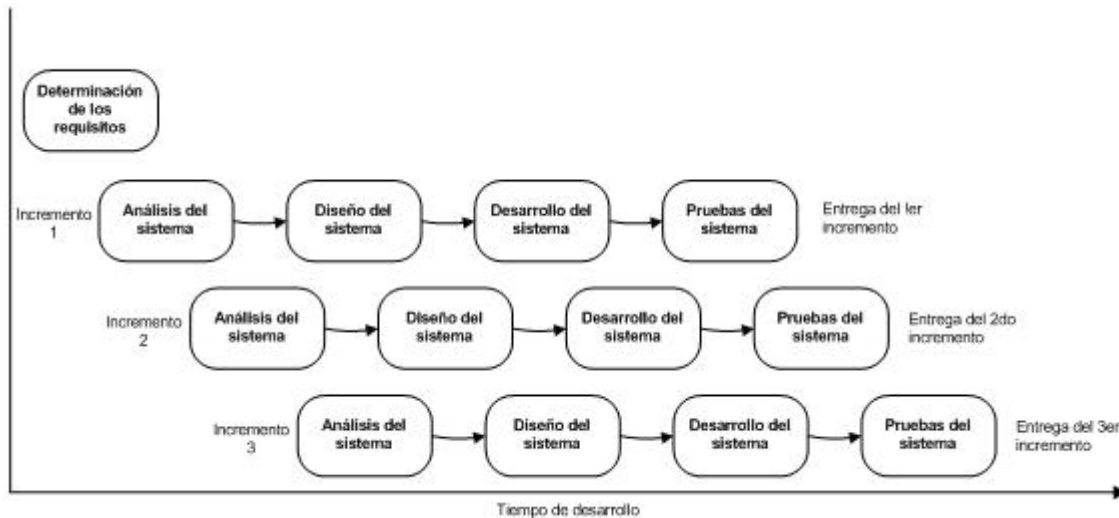 Determinación
de los
requisitos
Incremento
1
Análisis del
sistema
Diseño del
sistema
Desarrollo del
sistema
Pruebas del
sistema
Entrega del 1er
incremento
Incremento
2
Análisis del
sistema
Diseño del
sistema
Desarrollo del
sistema
Pruebas del
sistema
Entrega del 2do
incremento
Incremento
3
Análisis del
sistema
Diseño del
sistema
Desarrollo del
sistema
Pruebas del
sistema
Entrega del 3er
incremento
Tiempo de desarrollo